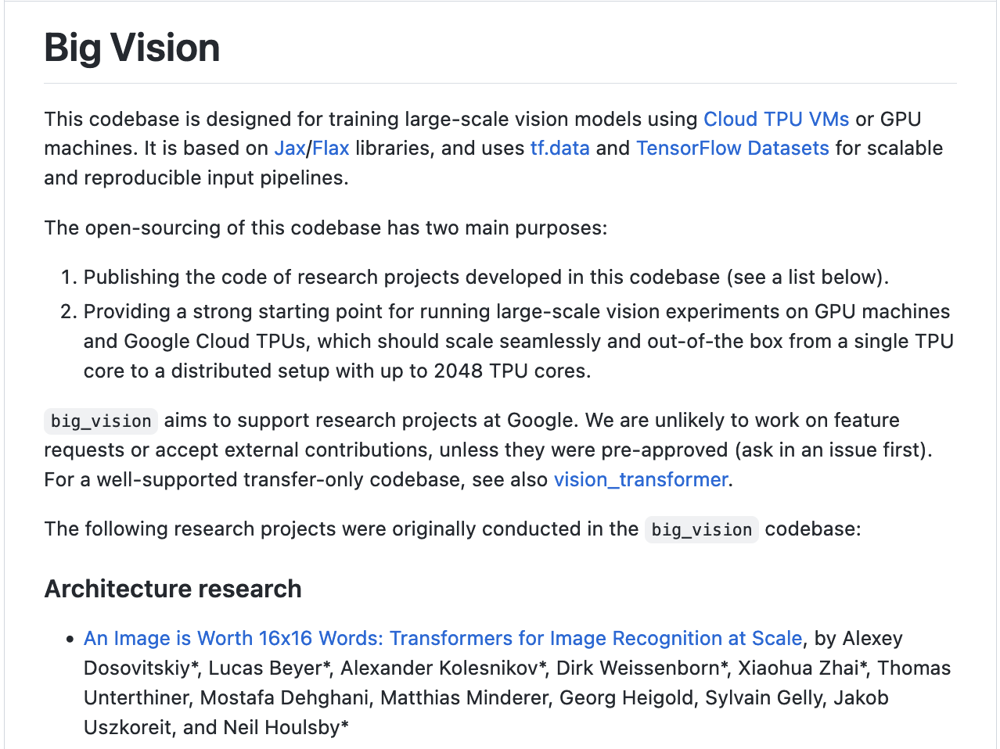 Big Vision
This codebase is designed for training large-scale vision models using Cloud TPU VMs or GPU
machines. It is based on Jax/Flax libraries, and uses tf.data and TensorFlow Datasets for scalable
and reproducible input pipelines.
The open-sourcing of this codebase has two main purposes:
1. Publishing the code of research projects developed in this codebase (see a list below).
2. Providing a strong starting point for running large-scale vision experiments on GPU machines
and Google Cloud TPUs, which should scale seamlessly and out-of-the box from a single TPU
core to a distributed setup with up to 2048 TPU cores.
big_vision aims to support research projects at Google. We are unlikely to work on feature
requests or accept external contributions, unless they were pre-approved (ask in an issue first).
For a well-supported transfer-only codebase, see also vision_transformer.
The following research projects were originally conducted in the big_vision codebase:
Architecture research
• An Image is Worth 16x16 Words: Transformers for Image Recognition at Scale, by Alexey
Dosovitskiy*, Lucas Beyer*, Alexander Kolesnikov*, Dirk Weissenborn*, Xiaohua Zhai*, Thomas
Unterthiner, Mostafa Dehghani, Matthias Minderer, Georg Heigold, Sylvain Gelly, Jakob
Uszkoreit, and Neil Houlsby*